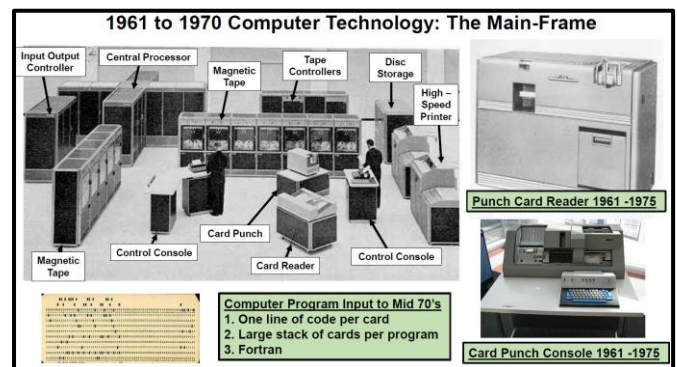 1961 to 1970 Computer Technology: The Main-Frame
Input Output
Controller
Central Processor
Magnetic
Tape
Tape
Controllers
Disc
Storage
High –
Speed
Printer
Magnetic
Tape
Control Console
Card Punch
Card Reader
Control Console
Punch Card Reader 1961 -1975
Computer Program Input to Mid 70's
1. One line of code per card
2. Large stack of cards per program
3. Fortran
Card Punch Console 1961 -1975